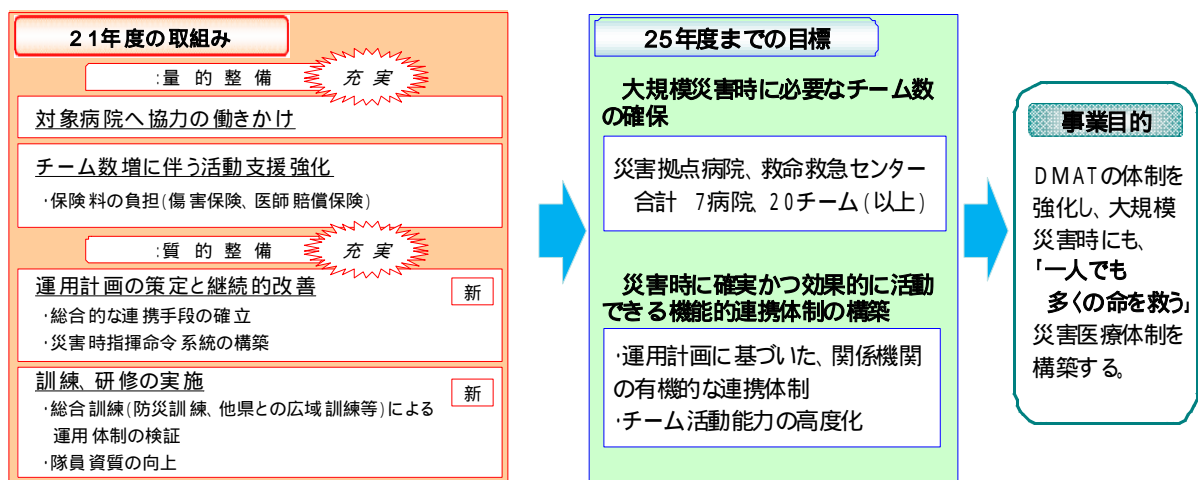 21年度の取組み
:量的整備
充実
対象病院へ協力の働きかけ
チーム数増に伴う活動支援強化
･保険料の負担(傷害保険、医師賠償保険)
:質的整備
充実
運用計画の策定と継続的改善
新
･総合的な連携手段の確立
･災害時指揮命令系統の構築
訓練、研修の実施
新
･総合訓練(防災訓練、他県との広域訓練等)による
運用体制の検証
･隊員資質の向上
25年度までの目標
大規模災害時に必要なチーム数
の確保
災害拠点病院、救命救急センター
合計 7病院、20チーム(以上)
災害時に確実かつ効果的に活動
できる機能的連携体制の構築
･運用計画に基づいた、関係機関
の有機的な連携体制
･チーム活動能力の高度化
事業目的
DMATの体制を
強化し、大規模
災害時にも、
「一人でも
多くの命を救う」
災害医療体制を
構築する。